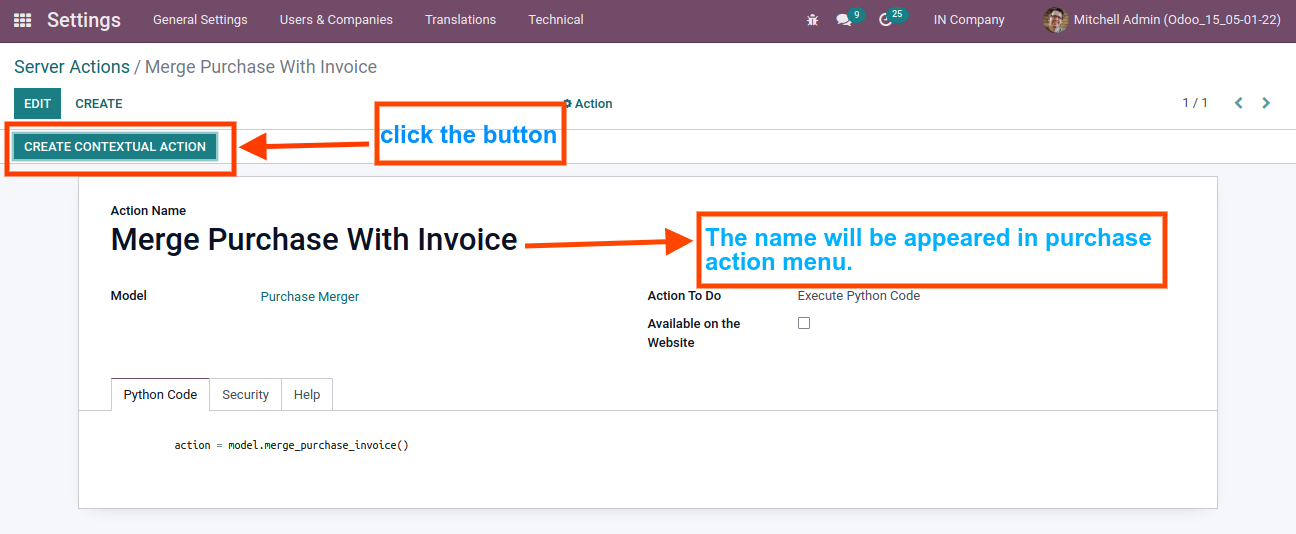 Settings General Settings Users & Companies Translations Technical 9 25 IN Company Mitchell Admin (Odoo_15_05-01-22)
Server Actions / Merge Purchase With Invoice
EDIT CREATE Action 1 / 1
CREATE CONTEXTUAL ACTION click the button
Action Name
Merge Purchase With Invoice
The name will be appeared in purchase
action menu.
Model Purchase Merger Action To Do Execute Python Code
Available on the
Website
Python Code Security Help
action = model.merge_purchase_invoice()